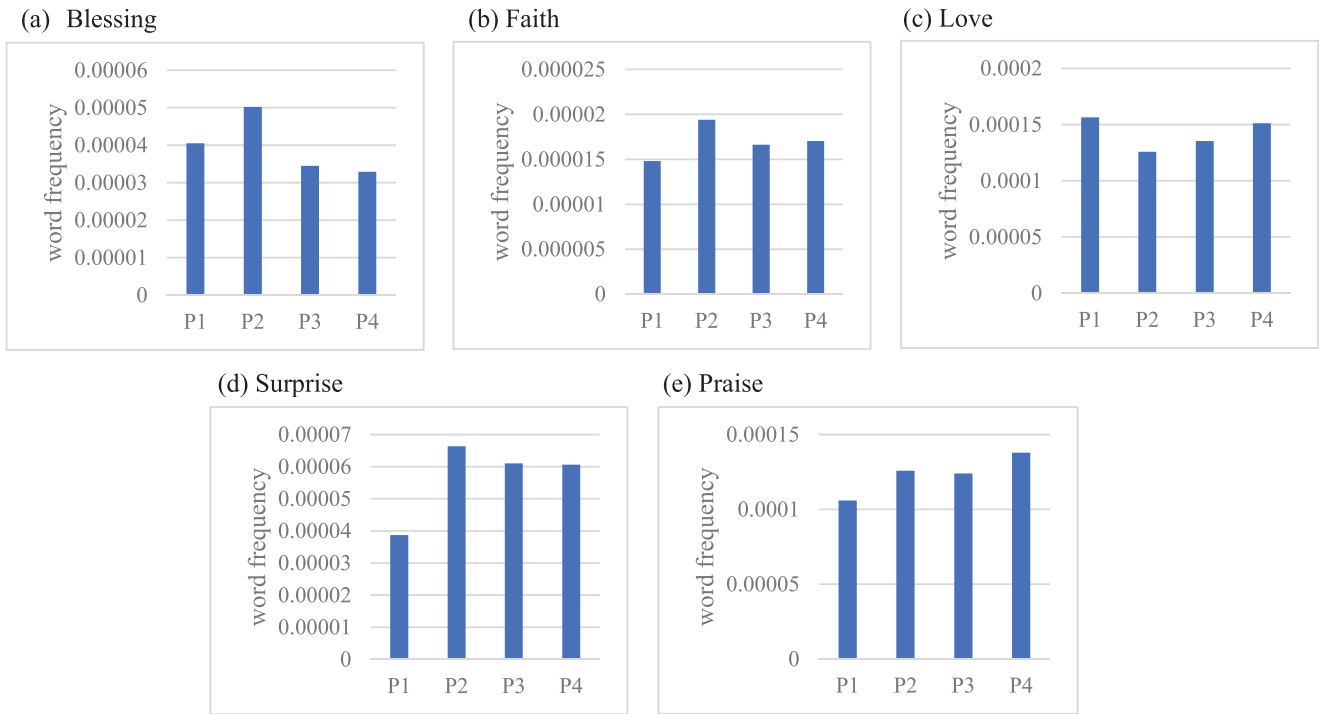 (a) Blessing
word frequency
0.00006
0.00005
0.00004
0.00003
0.00002
0.00001
0
P1 P2 P3 P4
(b) Faith
word frequency
0.000025
0.00002
0.000015
0.00001
0.000005
0
P1 P2 P3 P4
(c) Love
word frequency
0.0002
0.00015
0.0001
0.00005
0
P1 P2 P3 P4
(d) Surprise
word frequency
0.00007
0.00006
0.00005
0.00004
0.00003
0.00002
0.00001
0
P1 P2 P3 P4
(e) Praise
word frequency
0.00015
0.0001
0.00005
0
P1 P2 P3 P4